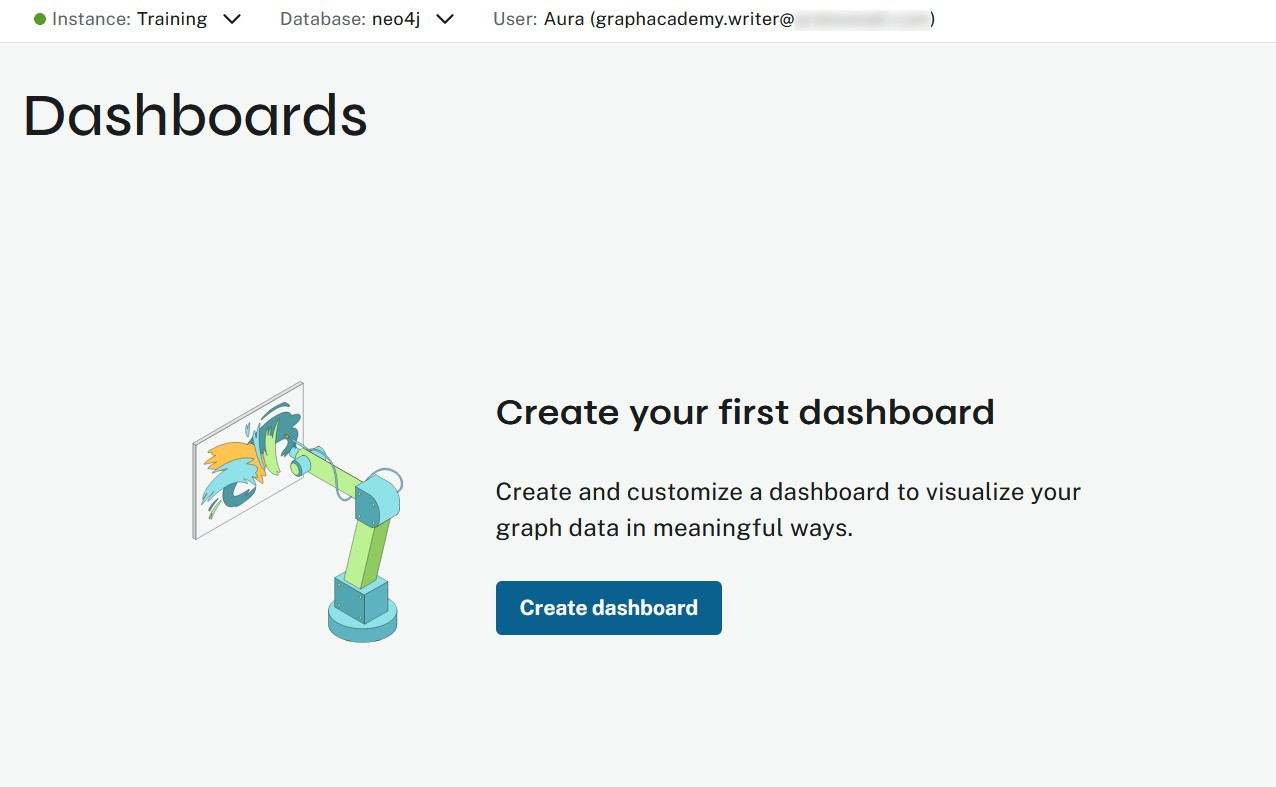 Instance: Training Database: neo4j User: Aura (graphacademy.writer@ )
Dashboards
Create your first dashboard
Create and customize a dashboard to visualize your
graph data in meaningful ways.
Create dashboard